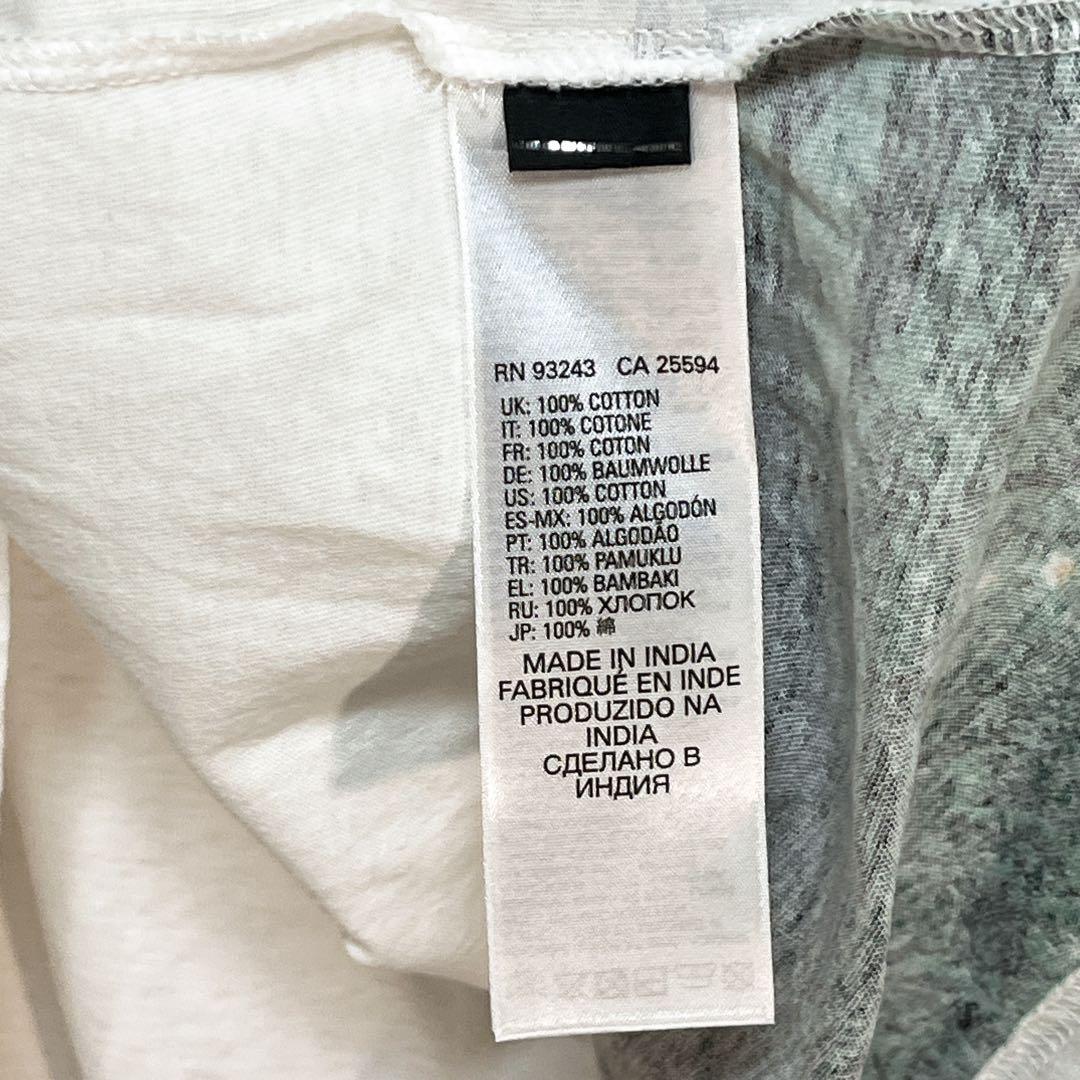 RN 93243 CA 25594
UK: 100% COTTON
IT: 100% COTONE
FR: 100% COTON
DE: 100% BAUMWOLLE
US: 100% COTTON
ES-MX: 100% ALGODÓN
PT: 100% ALGODÃO
TR: 100% PAMUKLU
EL: 100% BAMBAKI
RU: 100% ХЛОПОК
JP: 100% 綿
MADE IN INDIA
FABRIQUÉ EN INDE
PRODUZIDO NA
INDIA
СДЕЛАНО В
ИНДИЯ